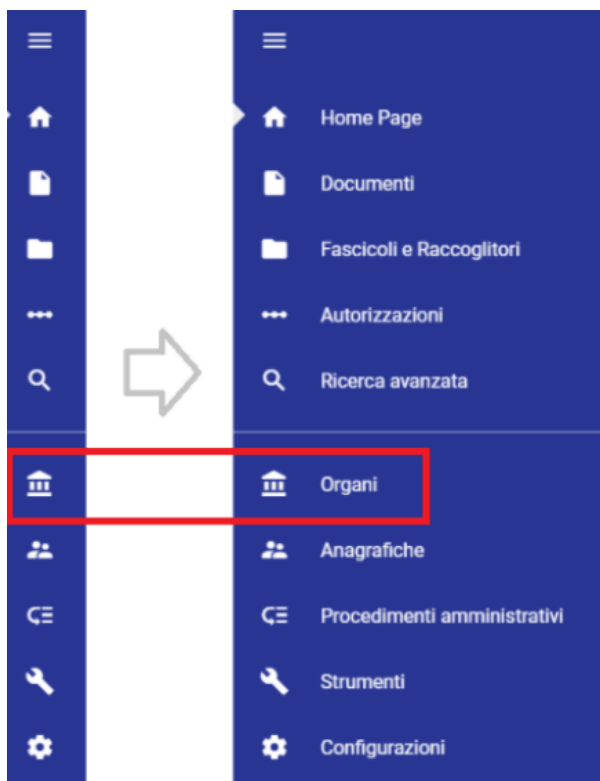 Home Page
Documenti
Fascicoli e Raccoglitori
Autorizzazioni
Ricerca avanzata
Organi
Anagrafiche
Procedimenti amministrativi
Strumenti
Configurazioni